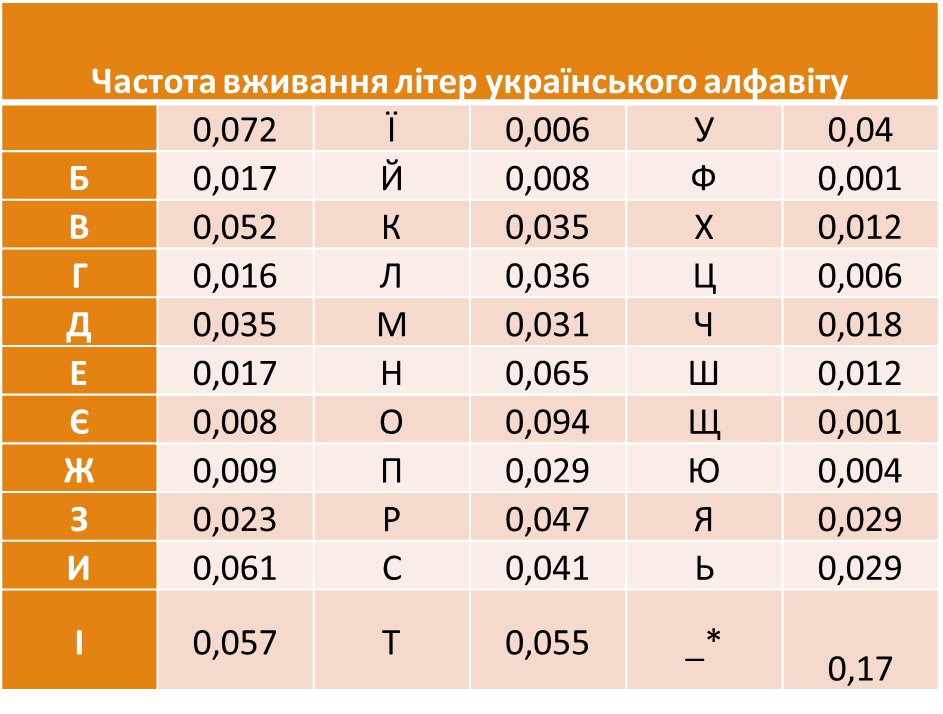 Частота вживання літер українського алфавіту
0,072 Ї 0,006 У 0,04
Б 0,017 Й 0,008 Ф 0,001
В 0,052 К 0,035 Х 0,012
Г 0,016 Л 0,036 Ц 0,006
Д 0,035 М 0,031 Ч 0,018
Е 0,017 Н 0,065 Ш 0,012
Є 0,008 О 0,094 Щ 0,001
Ж 0,009 П 0,029 Ю 0,004
З 0,023 Р 0,047 Я 0,029
И 0,061 С 0,041 Ь 0,029
І 0,057 Т 0,055 _* 0,17